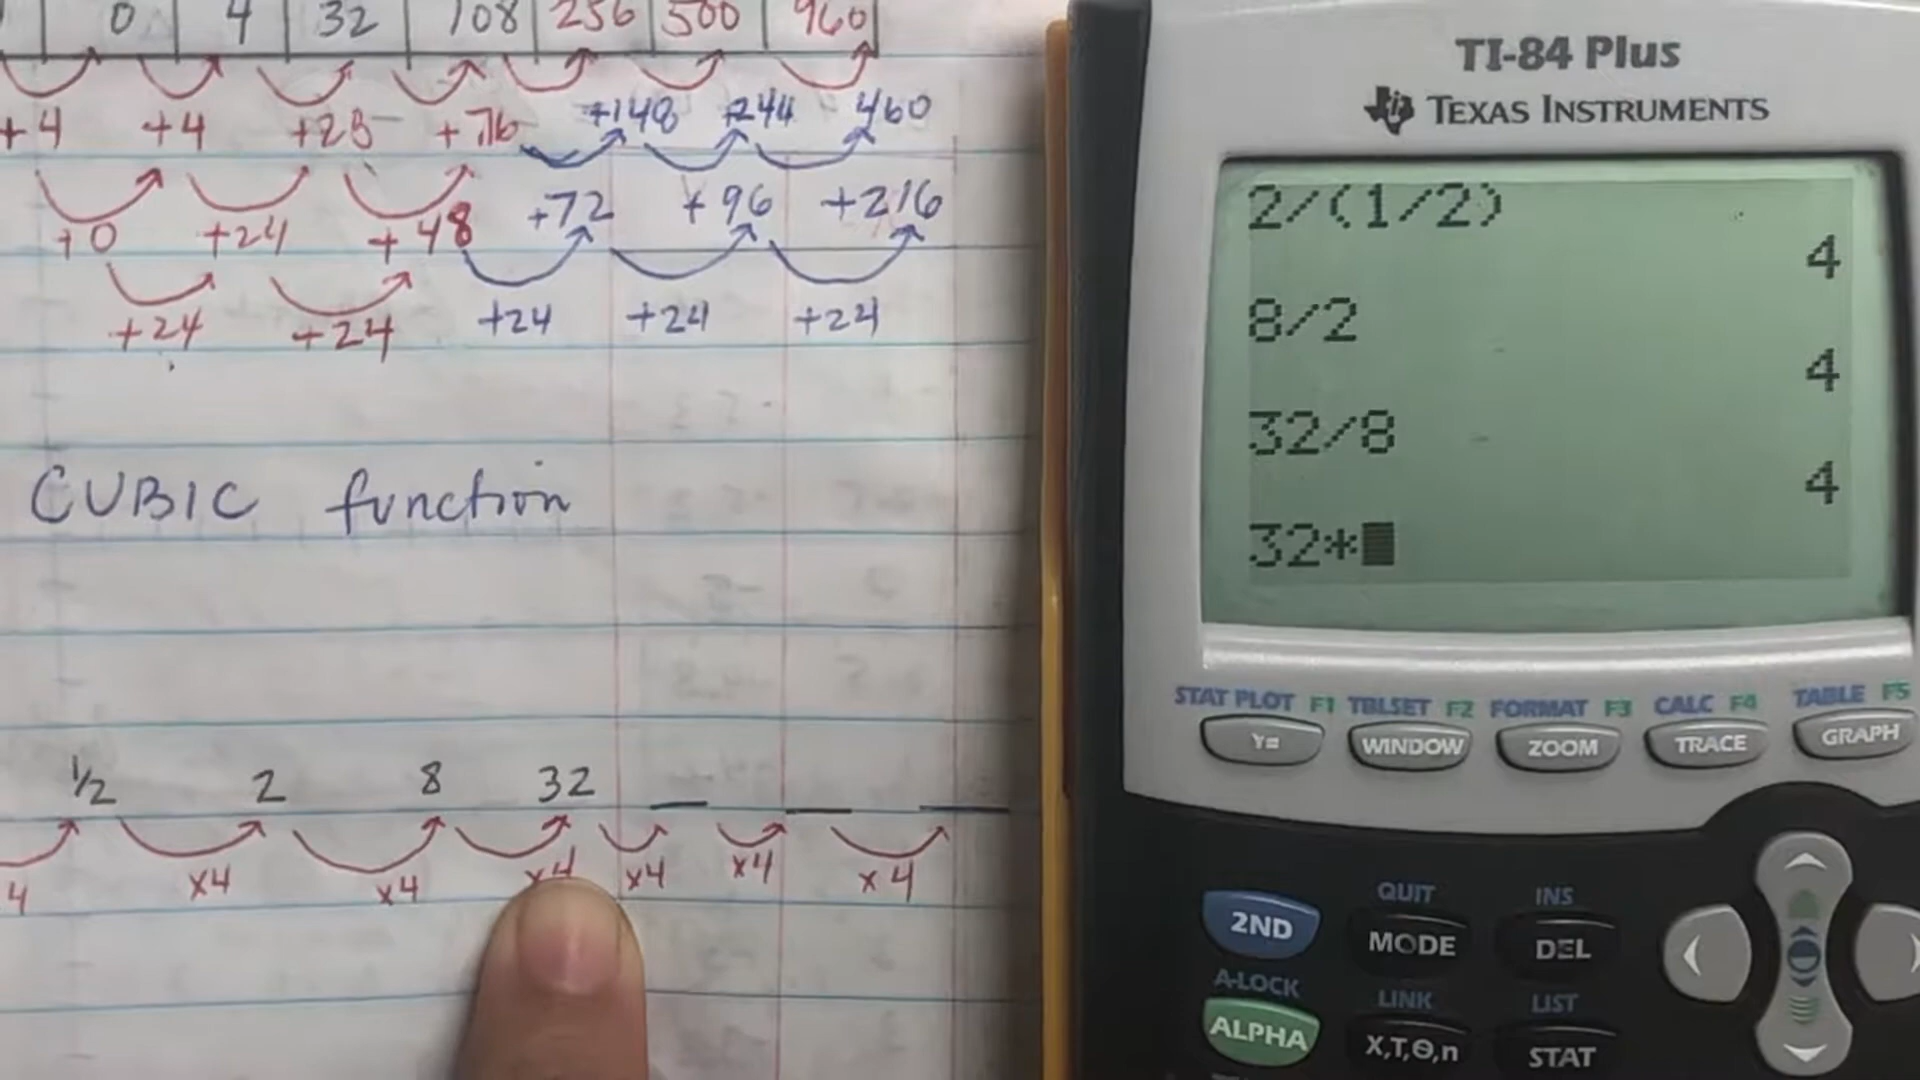 0 4 32 108 256 500 960
+4 +4 +28 +76 +148 +244 460
+0 +24 +48 +72 +96 +216
+24 +24 +24 +24 +24
CUBIC function
1/2 2 8 32
4 x4 x4 x4 x4 x4 x4
TI-84 Plus
TEXAS INSTRUMENTS
2/(1/2)
4
8/2
4
32/8
4
32*
STAT PLOT F1 TBLSET F2 FORMAT F3 CALC F4 TABLE F5
Y= WINDOW ZOOM TRACE GRAPH
QUIT INS
2ND MODE DEL
A-LOCK LINK LIST
ALPHA X,T,θ,n STAT